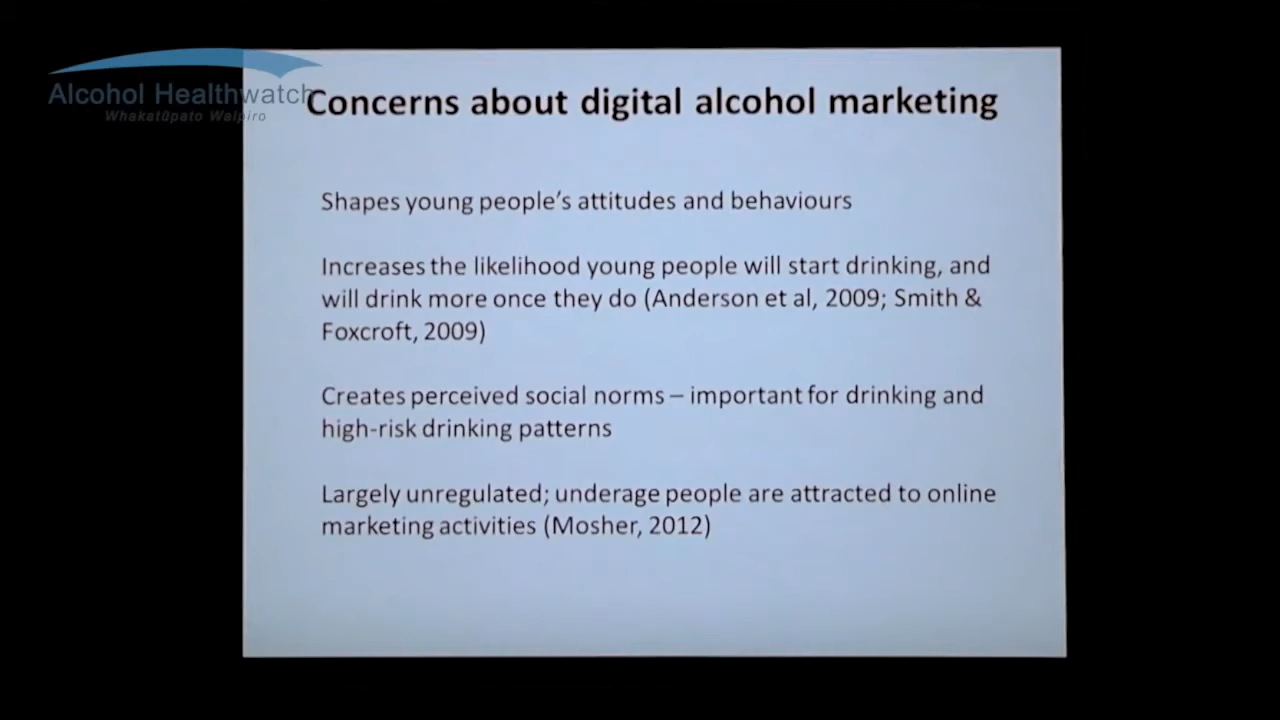 Alcohol Healthwatch
Whakatūpato Waipiro
Concerns about digital alcohol marketing
Shapes young people's attitudes and behaviours
Increases the likelihood young people will start drinking, and
will drink more once they do (Anderson et al, 2009; Smith &
Foxcroft, 2009)
Creates perceived social norms – important for drinking and
high-risk drinking patterns
Largely unregulated; underage people are attracted to online
marketing activities (Mosher, 2012)